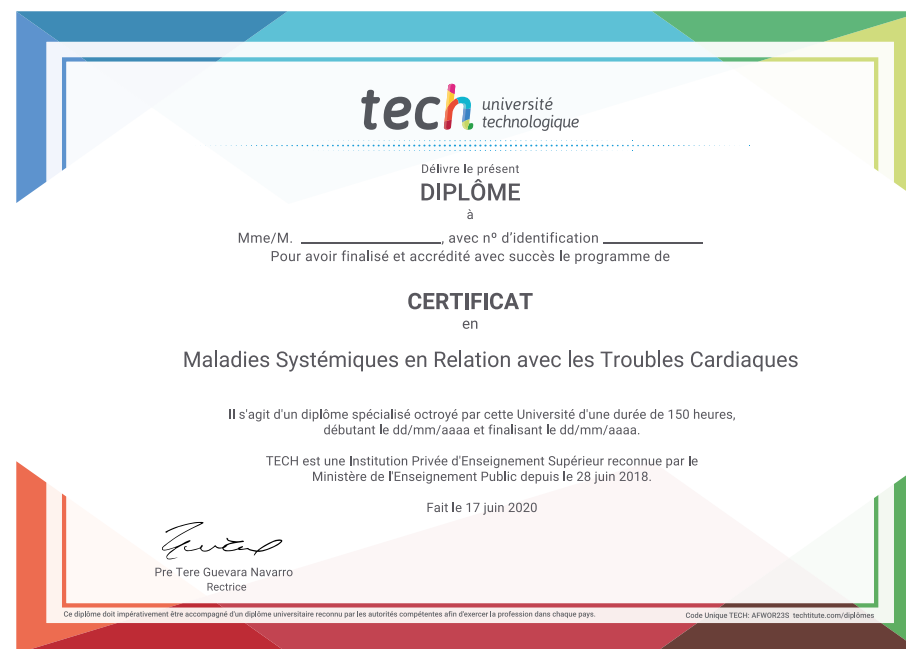 tech université
technologique
Délivre le présent
DIPLÔME
à
Mme/M. ____________________, avec nº d'identification ______________
Pour avoir finalisé et accrédité avec succès le programme de
CERTIFICAT
en
Maladies Systémiques en Relation avec les Troubles Cardiaques
Il s'agit d'un diplôme spécialisé octroyé par cette Université d'une durée de 150 heures,
débutant le dd/mm/aaaa et finalisant le dd/mm/aaaa.
TECH est une Institution Privée d'Enseignement Supérieur reconnue par le
Ministère de l'Enseignement Public depuis le 28 juin 2018.
Fait le 17 juin 2020
Pre Tere Guevara Navarro
Rectrice
Ce diplôme doit impérativement être accompagné d'un diplôme universitaire reconnu par les autorités compétentes afin d'exercer la profession dans chaque pays.
Code Unique TECH: AFWOR23S techtitute.com/diplômes